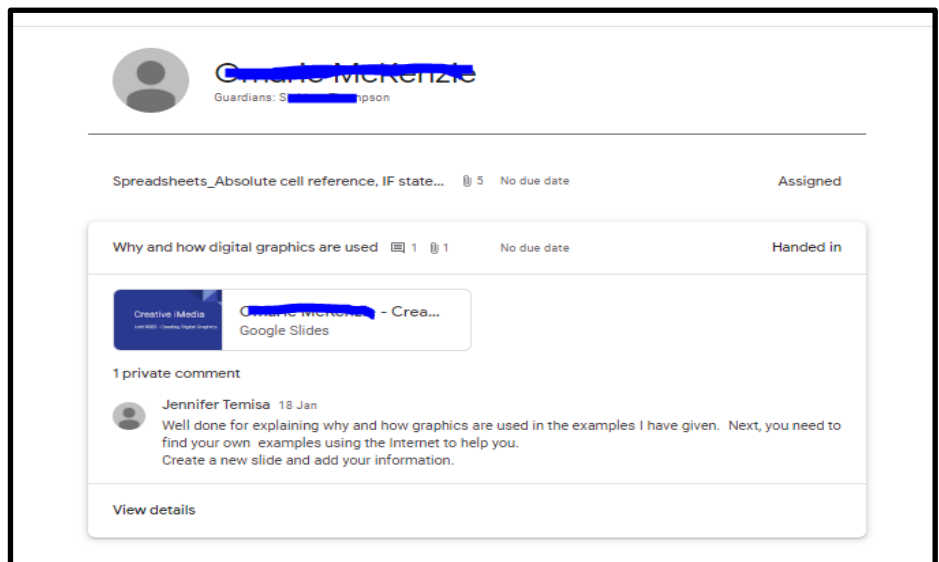 Guardians:
Spreadsheets_Absolute cell reference, IF state... 5 No due date Assigned
Why and how digital graphics are used 1 1 No due date Handed in
Creative iMedia
Creating Digital Graphics
- Crea...
Google Slides
1 private comment
Jennifer Temisa 18 Jan
Well done for explaining why and how graphics are used in the examples I have given. Next, you need to
find your own examples using the Internet to help you.
Create a new slide and add your information.
View details